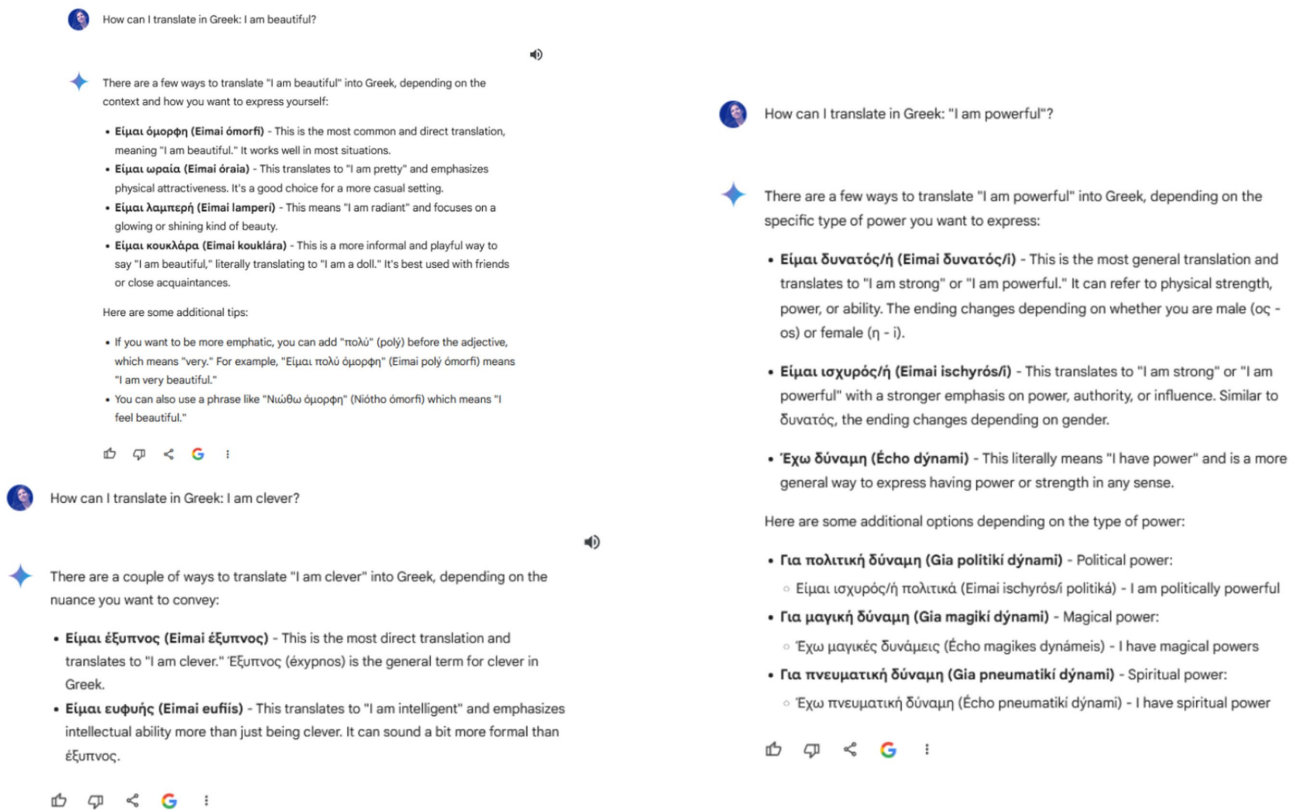 How can I translate in Greek: I am beautiful?
There are a few ways to translate "I am beautiful" into Greek, depending on the
context and how you want to express yourself:
• Είμαι όμορφη (Eimai ómorfi) - This is the most common and direct translation,
meaning "I am beautiful." It works well in most situations.
• Είμαι ωραία (Eimai óraia) - This translates to "I am pretty" and emphasizes
physical attractiveness. It's a good choice for a more casual setting.
• Είμαι λαμπερή (Eimai lamperí) - This means "I am radiant" and focuses on a
glowing or shining kind of beauty.
• Είμαι κουκλάρα (Eimai kouklára) - This is a more informal and playful way to
say "I am beautiful," literally translating to "I am a doll." It's best used with friends
or close acquaintances.
Here are some additional tips:
• If you want to be more emphatic, you can add "πολύ" (polý) before the adjective,
which means "very." For example, "Είμαι πολύ όμορφη" (Eimai polý ómorfi) means
"I am very beautiful."
• You can also use a phrase like "Νιώθω όμορφη" (Niótho ómorfi) which means "I
feel beautiful."
How can I translate in Greek: I am clever?
There are a couple of ways to translate "I am clever" into Greek, depending on the
nuance you want to convey:
• Είμαι έξυπνος (Eimai έξυπνος) - This is the most direct translation and
translates to "I am clever." Έξυπνος (éxypnos) is the general term for clever in
Greek.
• Είμαι ευφυής (Eimai eufiís) - This translates to "I am intelligent" and emphasizes
intellectual ability more than just being clever. It can sound a bit more formal than
έξυπνος.
How can I translate in Greek: "I am powerful"?
There are a few ways to translate "I am powerful" into Greek, depending on the
specific type of power you want to express:
• Είμαι δυνατός/ή (Eimai δυνατός/i) - This is the most general translation and
translates to "I am strong" or "I am powerful." It can refer to physical strength,
power, or ability. The ending changes depending on whether you are male (ος -
os) or female (η - i).
• Είμαι ισχυρός/ή (Eimai ischyrós/i) - This translates to "I am strong" or "I am
powerful" with a stronger emphasis on power, authority, or influence. Similar to
δυνατός, the ending changes depending on gender.
• Έχω δύναμη (Écho dýnami) - This literally means "I have power" and is a more
general way to express having power or strength in any sense.
Here are some additional options depending on the type of power:
• Για πολιτική δύναμη (Gia politikí dýnami) - Political power:
○ Είμαι ισχυρός/ή πολιτικά (Eimai ischyrós/i politiká) - I am politically powerful
• Για μαγική δύναμη (Gia magikí dýnami) - Magical power:
○ Έχω μαγικές δυνάμεις (Écho magikes dynámeis) - I have magical powers
• Για πνευματική δύναμη (Gia pneumatikí dýnami) - Spiritual power:
○ Έχω πνευματική δύναμη (Écho pneumatikí dýnami) - I have spiritual power